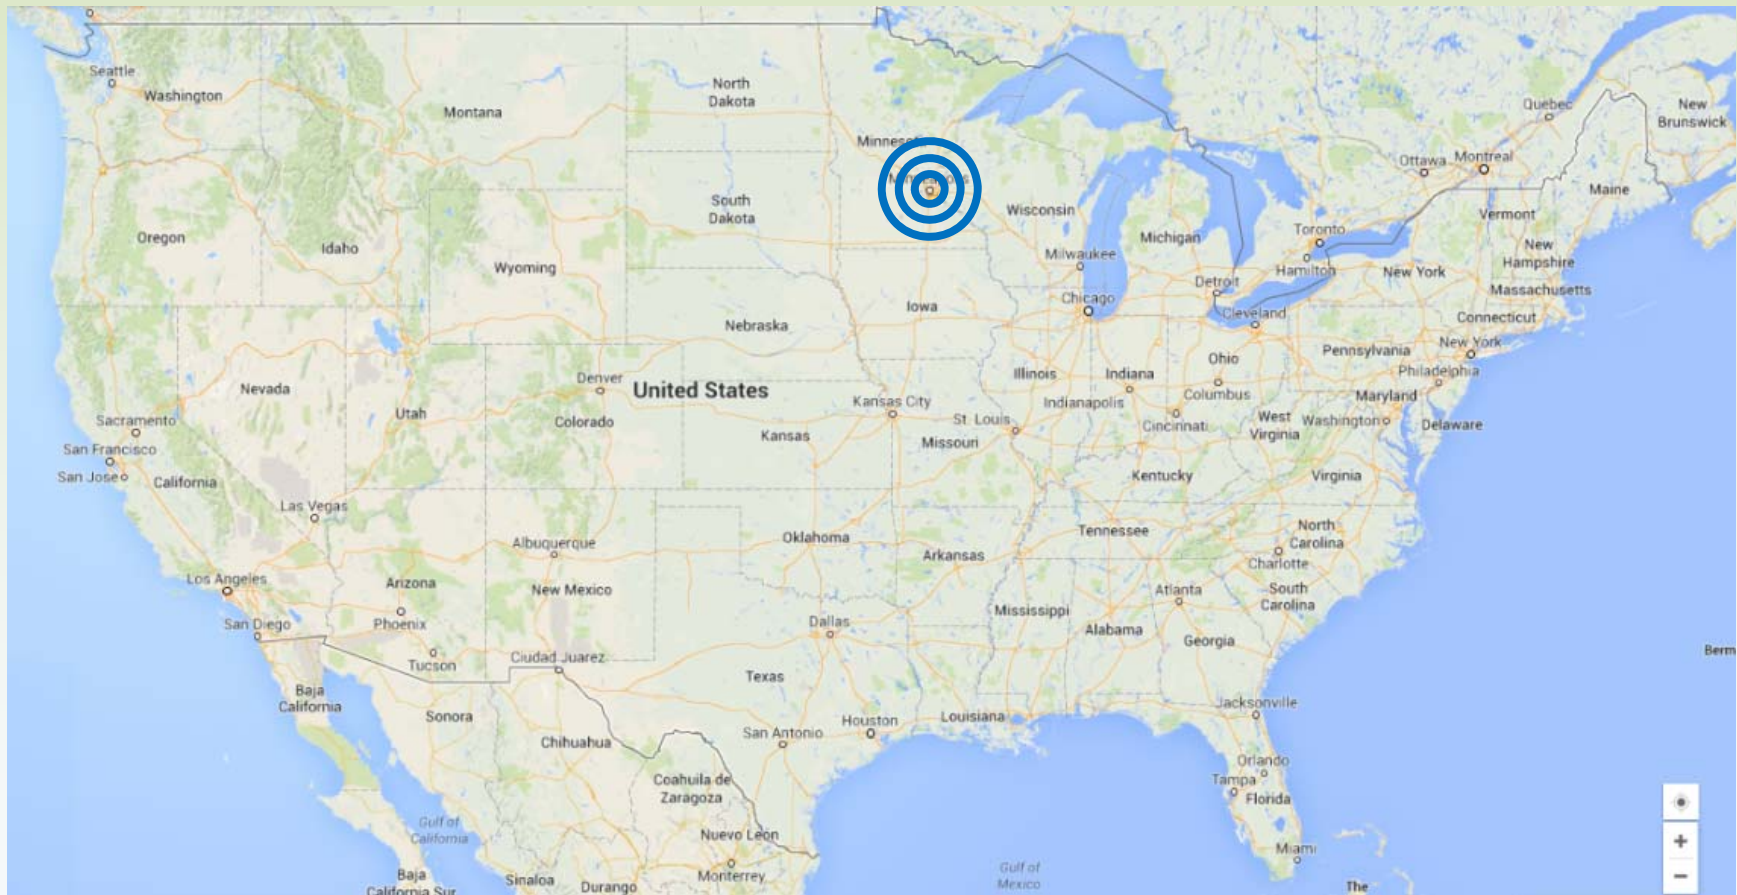 Seattle
Washington
Montana
North
Dakota
Quebec
New
Brunswick
Minnesota
Ottawa
Montreal
Maine
Minneapolis
South
Dakota
Wisconsin
Vermont
Oregon
Idaho
Michigan
Toronto
Milwaukee
New
Hampshire
Wyoming
Hamilton
New York
Detroit
Massachusetts
Chicago
Iowa
Cleveland
Connecticut
Nebraska
New York
Pennsylvania
Ohio
Philadelphia
Denver
United States
Illinois
Indiana
Nevada
Columbus
Maryland
Kansas City
Indianapolis
Utah
Sacramento
Colorado
St. Louis
West
Virginia
Washington
Delaware
Cincinnati
Kansas
Missouri
San Francisco
San Jose
California
Kentucky
Virginia
Las Vegas
Tennessee
North
Carolina
Oklahoma
Albuquerque
Arkansas
Charlotte
Los Angeles
Arizona
New Mexico
Atlanta
South
Carolina
Mississippi
San Diego
Phoenix
Dallas
Alabama
Georgia
Berm
Tucson
Ciudad Juarez
Texas
Baja
California
Sonora
Jacksonville
Houston
Louisiana
San Antonio
Chihuahua
Orlando
Tampa
Florida
Coahuila de
Zaragoza
Gulf of
California
Nuevo León
Miami
Gulf of
Mexico
Baja
California Sur
Sinaloa
Durango
Monterrey
The
+
−